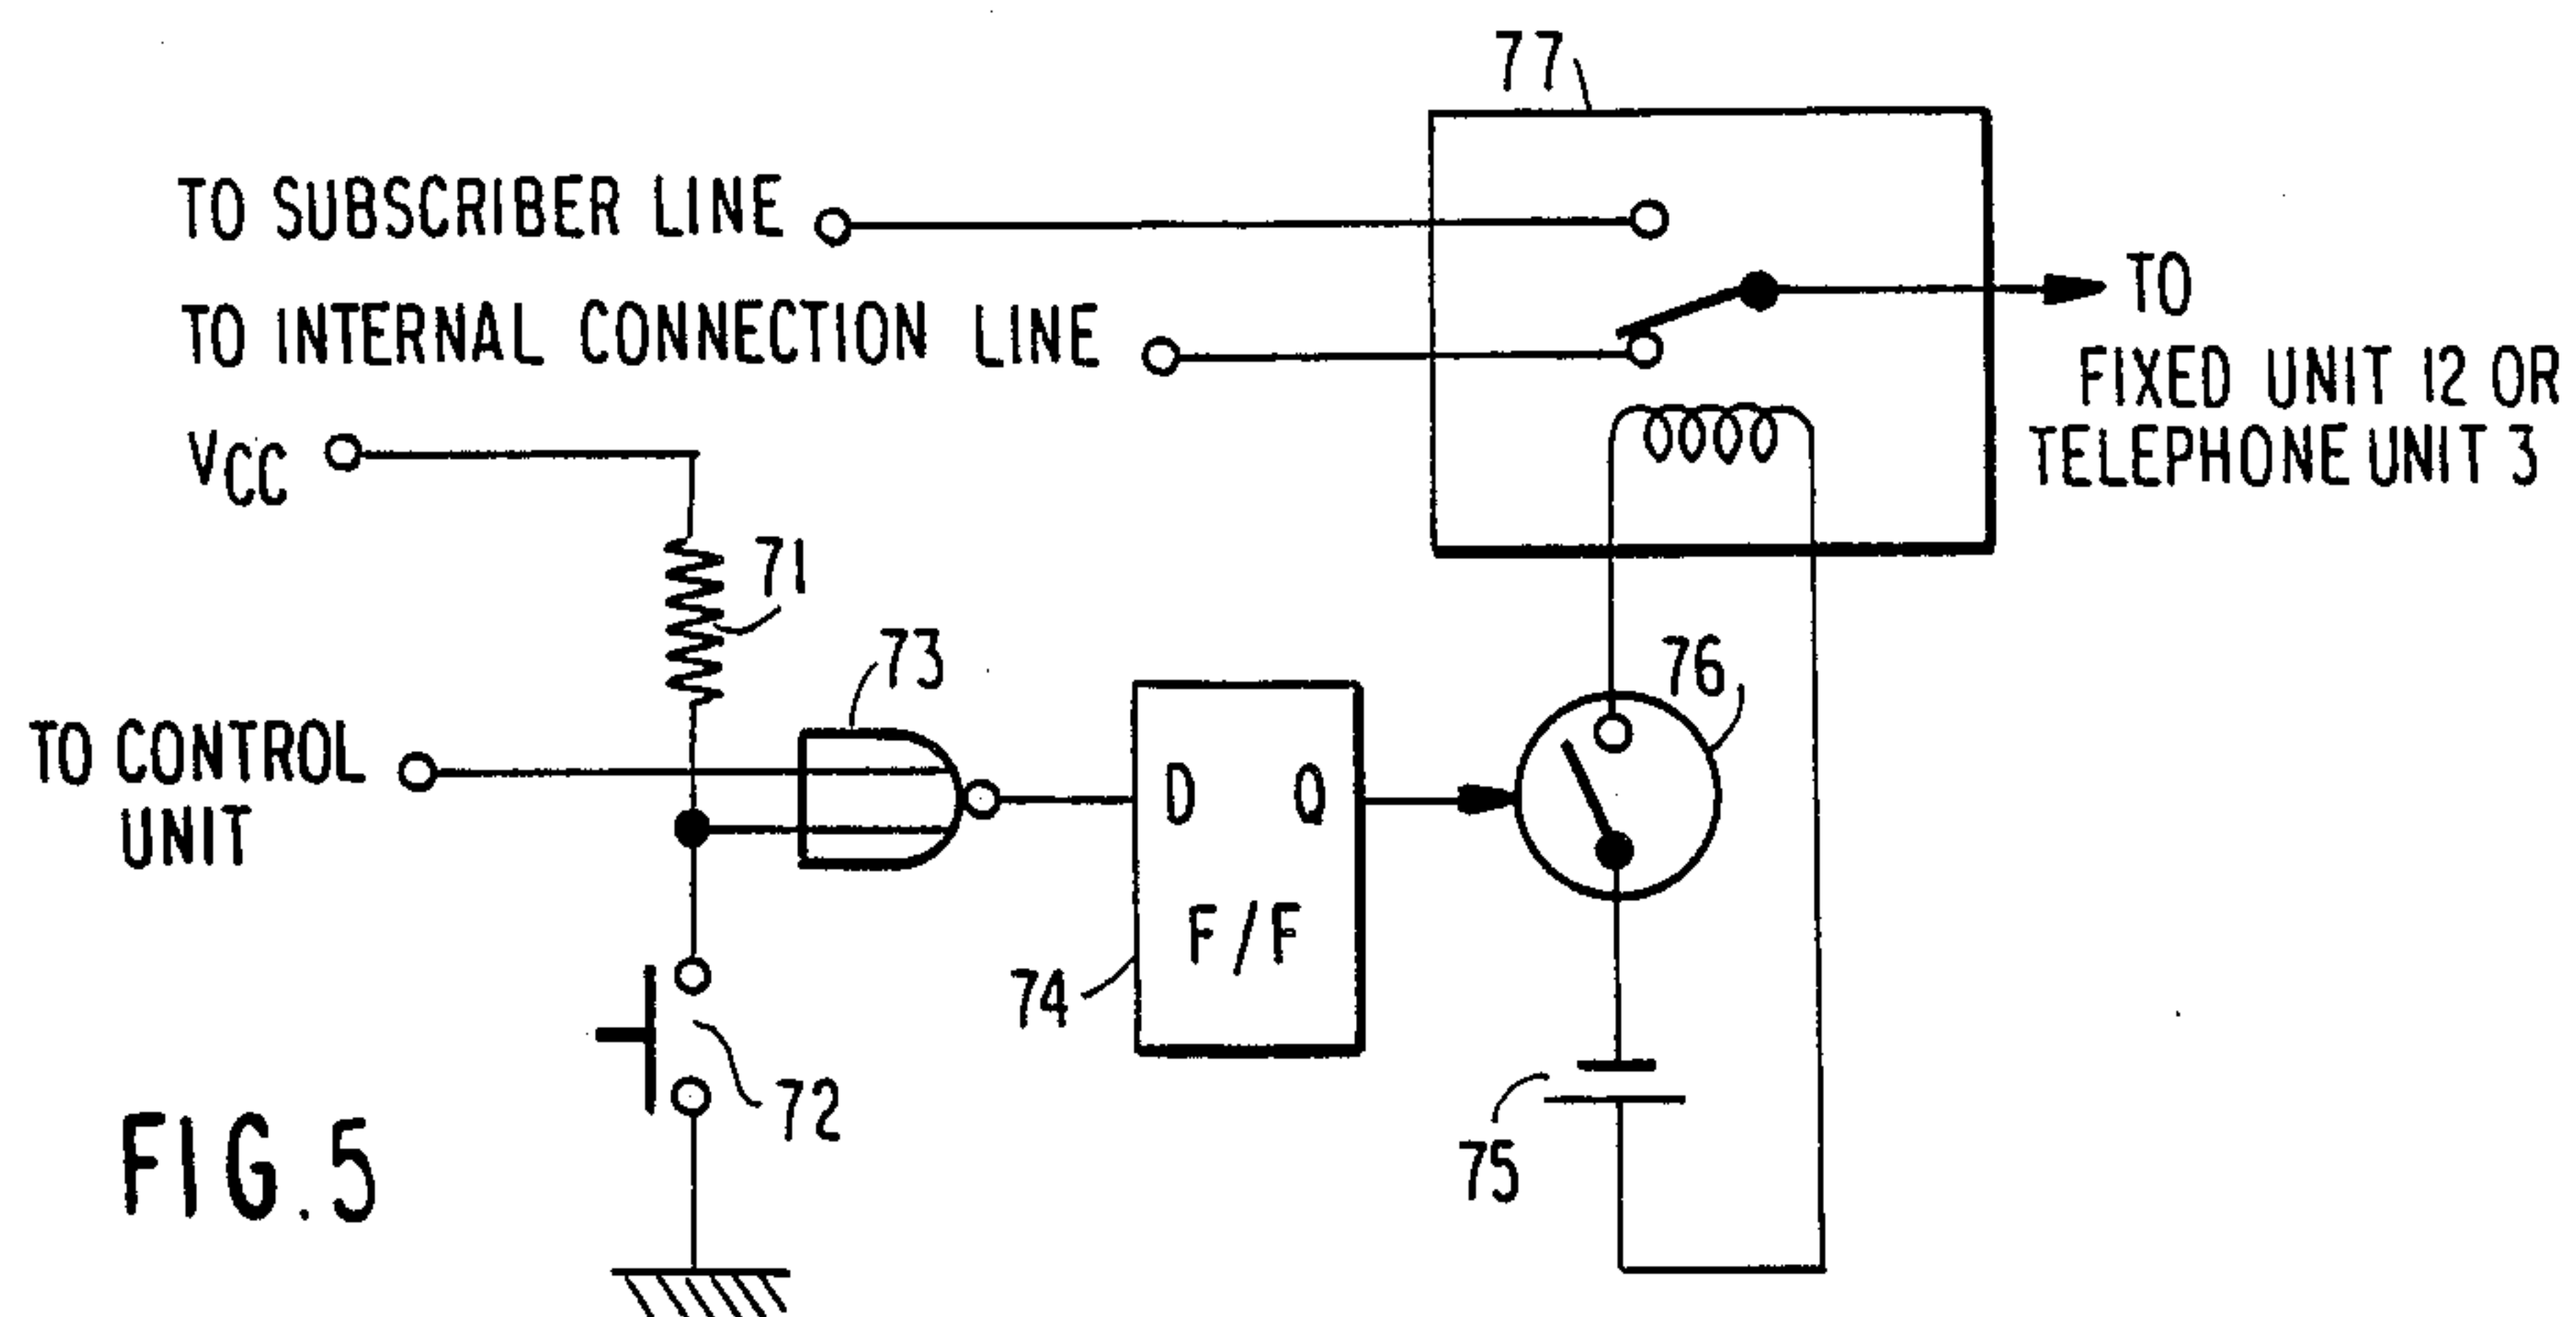 77
TO SUBSCRIBER LINE
TO INTERNAL CONNECTION LINE
TO
FIXED UNIT 12 OR
TELEPHONE UNIT 3
VCC
71
73
76
TO CONTROL
UNIT
D Q
F/F
74
72
75
FIG. 5